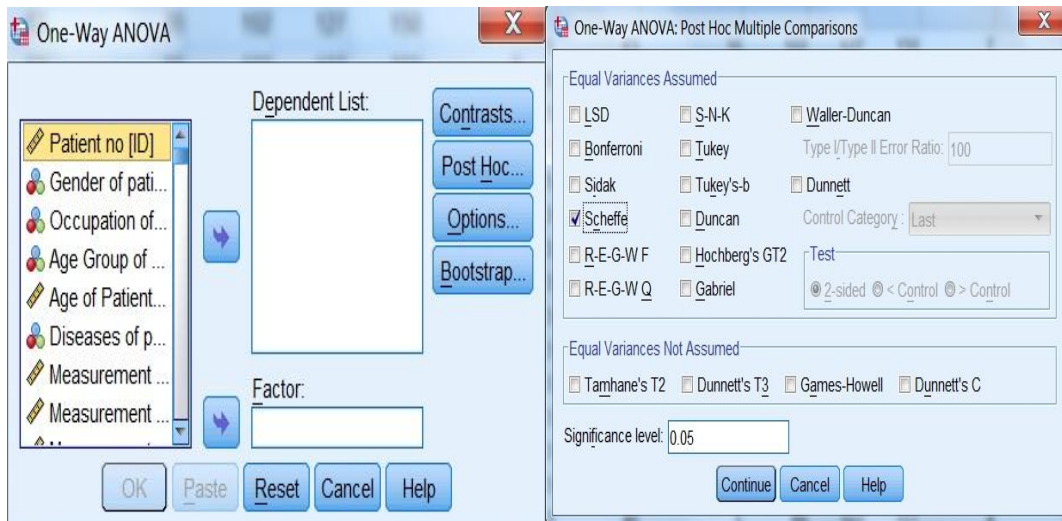 One-Way ANOVA
X
Dependent List:
Patient no [ID]
Gender of pati...
Occupation of...
Age Group of ...
Age of Patient...
Diseases of p...
Measurement ...
Measurement ...
Factor:
Contrasts...
Post Hoc...
Options...
Bootstrap...
OK Paste Reset Cancel Help
One-Way ANOVA: Post Hoc Multiple Comparisons
X
Equal Variances Assumed
LSD S-N-K Waller-Duncan
Bonferroni Tukey Type I/Type II Error Ratio: 100
Sidak Tukey's-b Dunnett
Scheffe Duncan Control Category : Last
R-E-G-W F Hochberg's GT2 Test
R-E-G-W Q Gabriel 2-sided < Control > Control
Equal Variances Not Assumed
Tamhane's T2 Dunnett's T3 Games-Howell Dunnett's C
Significance level: 0.05
Continue Cancel Help